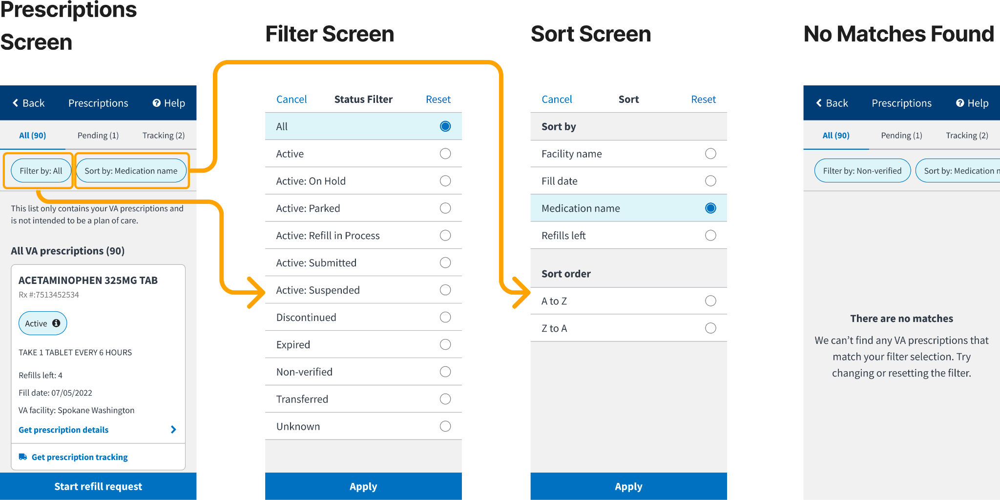 Prescriptions
Screen
Back
Prescriptions
Help
All (90)
Pending (1)
Tracking (2)
Filter by: All
Sort by: Medication name
This list only contains your VA prescriptions and
is not intended to be a plan of care.
All VA prescriptions (90)
ACETAMINOPHEN 325MG TAB
Rx #:7513452534
Active
TAKE 1 TABLET EVERY 6 HOURS
Refills left: 4
Fill date: 07/05/2022
VA facility: Spokane Washington
Get prescription details
Get prescription tracking
Start refill request
Filter Screen
Cancel
Status Filter
Reset
All
Active
Active: On Hold
Active: Parked
Active: Refill in Process
Active: Submitted
Active: Suspended
Discontinued
Expired
Non-verified
Transferred
Unknown
Apply
Sort Screen
Cancel
Sort
Reset
Sort by
Facility name
Fill date
Medication name
Refills left
Sort order
A to Z
Z to A
Apply
No Matches Found
Back
Prescriptions
Help
All (90)
Pending (1)
Tracking (2)
Filter by: Non-verified
Sort by: Medication
There are no matches
We can’t find any VA prescriptions that
match your filter selection. Try
changing or resetting the filter.